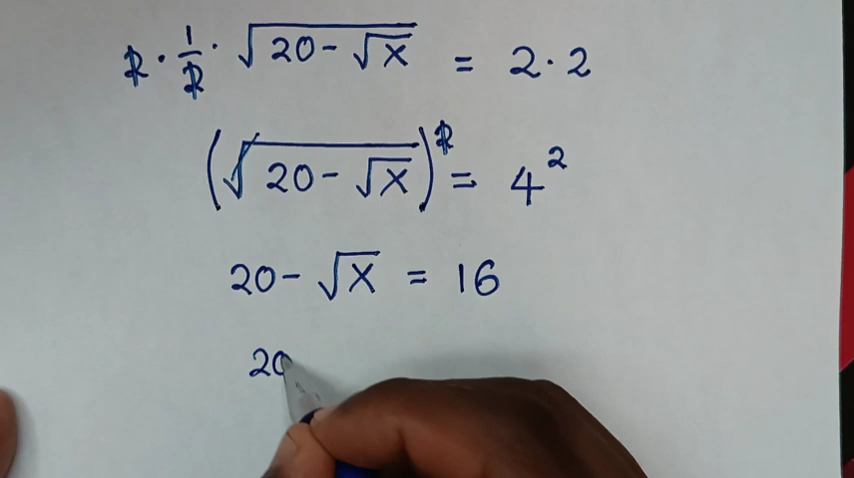 2 · 1/2 · √(20 - √x) = 2 · 2
(√(20 - √x))² = 4²
20 - √x = 16
20